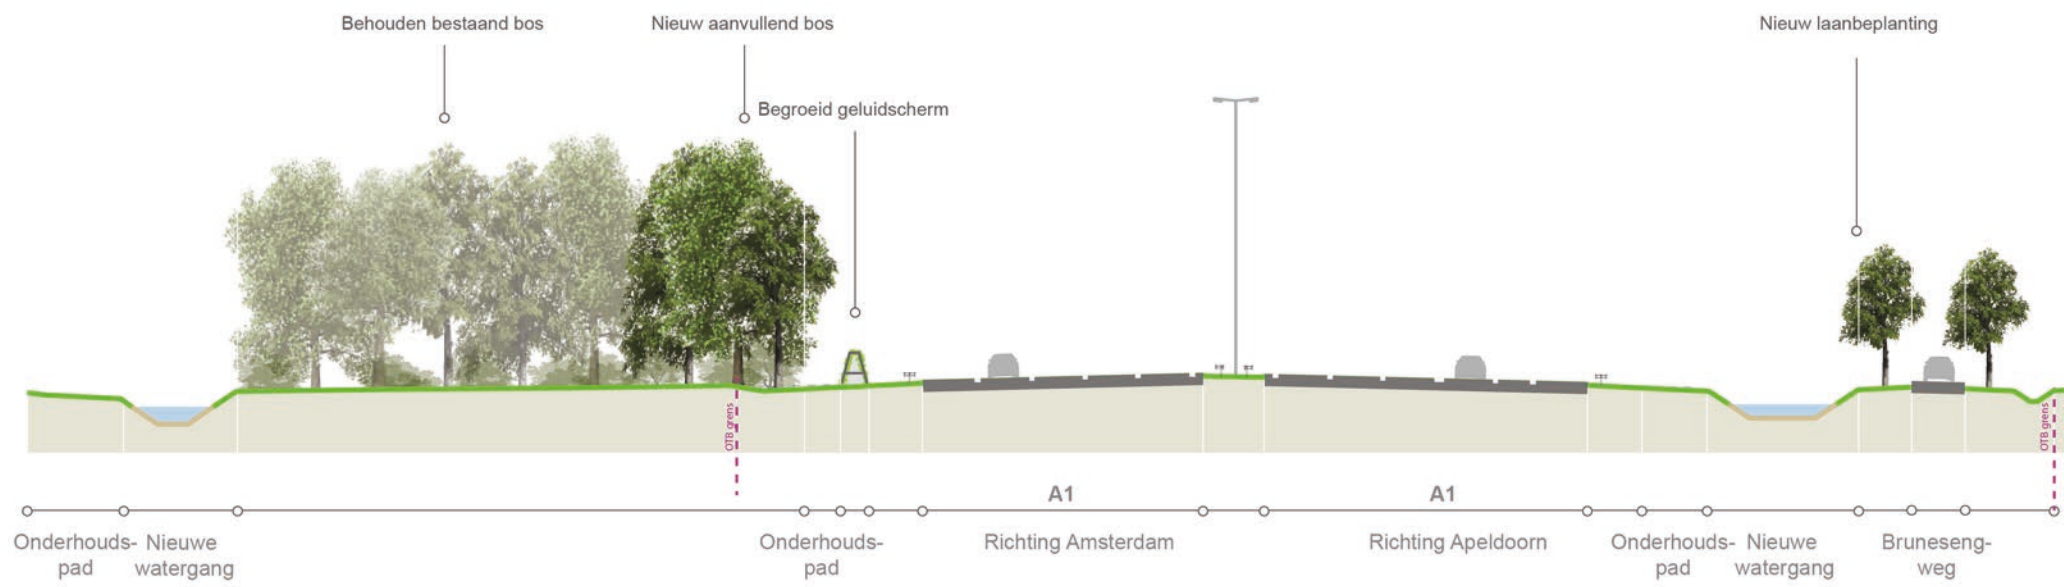 Behouden bestaand bos
Nieuw aanvullend bos
Nieuw laanbeplanting
Begroeid geluidscherm
OTB grens
OTB grens
A1
A1
Onderhouds-
pad
Nieuwe
watergang
Onderhouds-
pad
Richting Amsterdam
Richting Apeldoorn
Onderhouds-
pad
Nieuwe
watergang
Bruneseng-
weg